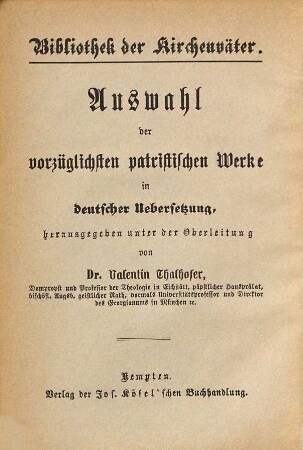 Bibliothek der Kirchenväter.
Auswahl
der
vorzüglichsten patristischen Werke
in
deutscher Uebersetzung,
herausgegeben unter der Oberleitung
von
Dr. Valentin Thalhofer,
Dompropst und Professor der Theologie in Eichstätt, päpstlicher Hausprälat,
bischöfl. Augsb. geistlicher Rath, vormals Universitätsprofessor und Direktor
des Georgianums in München ꝛc.
Kempten.
Verlag der Jos. Kösel'schen Buchhandlung.